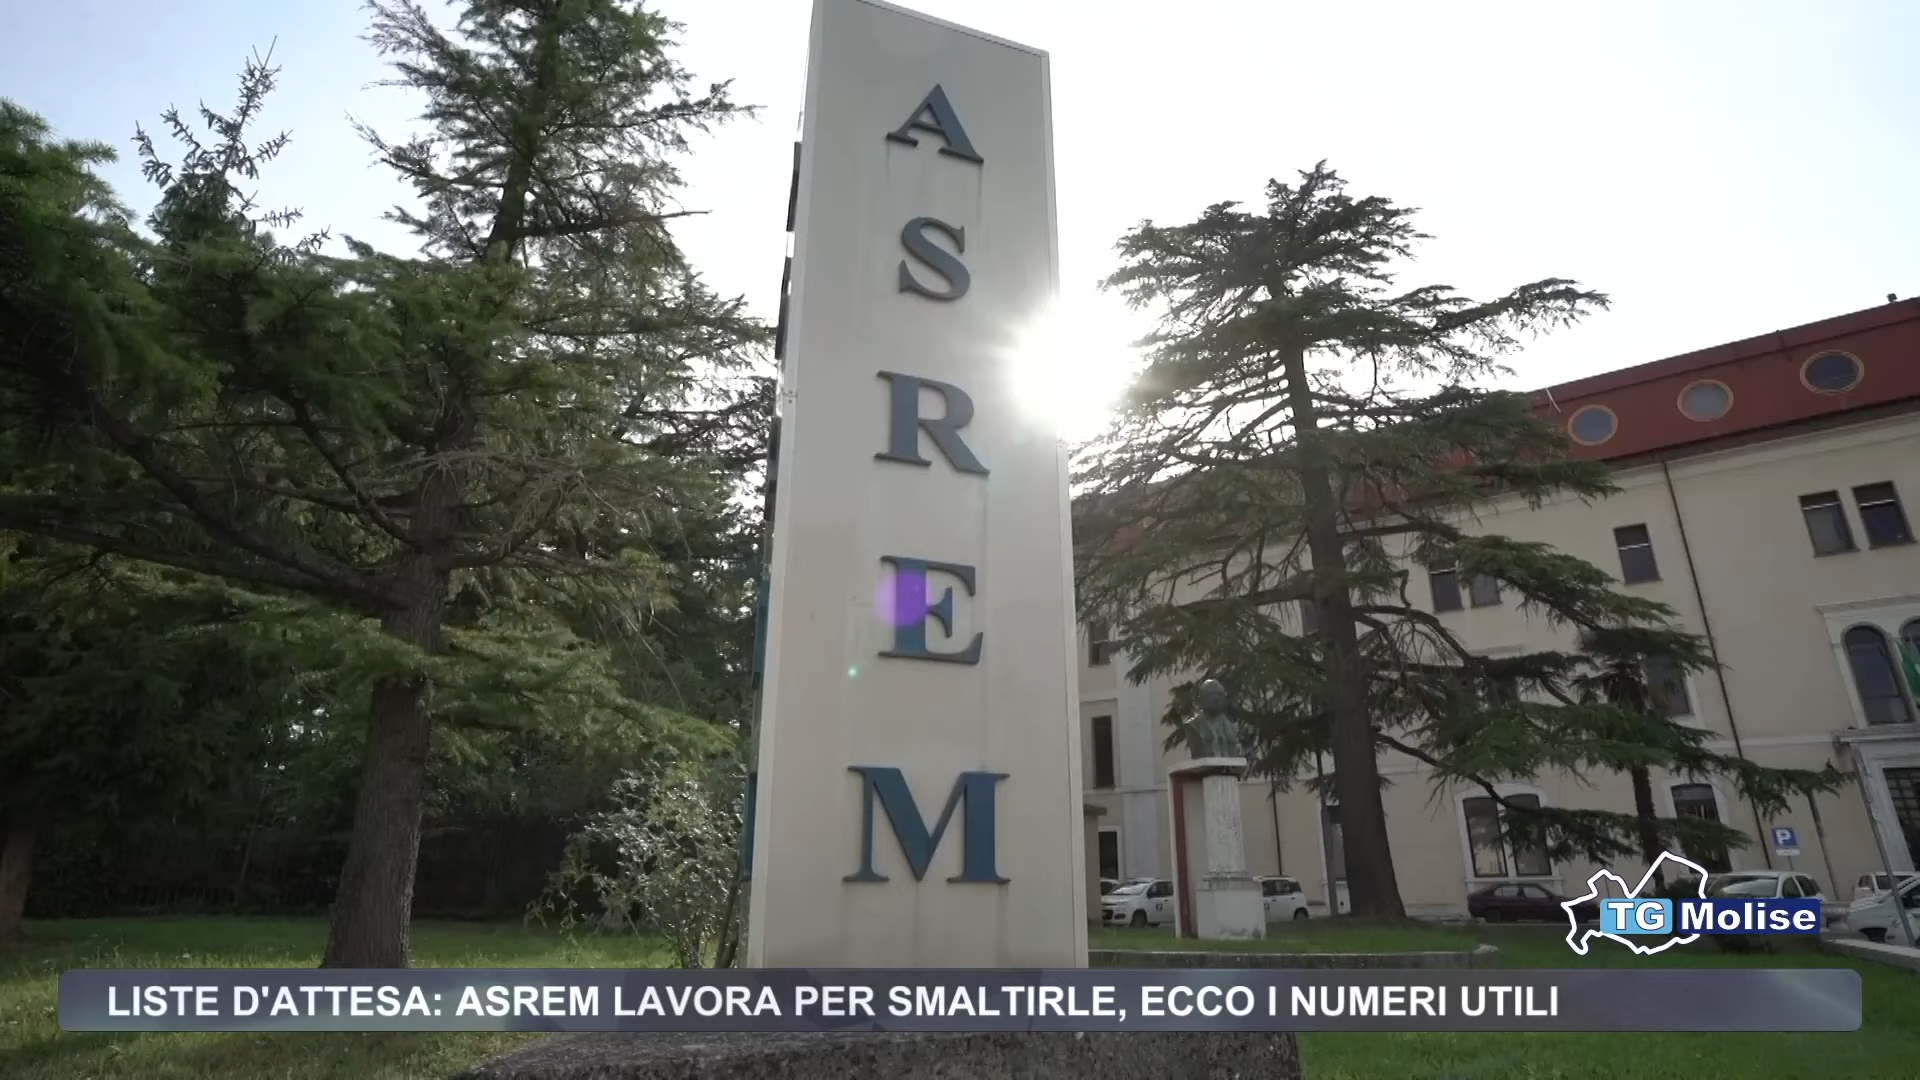 A
S
R
E
M
P
TG Molise
LISTE D'ATTESA: ASREM LAVORA PER SMALTIRLE, ECCO I NUMERI UTILI